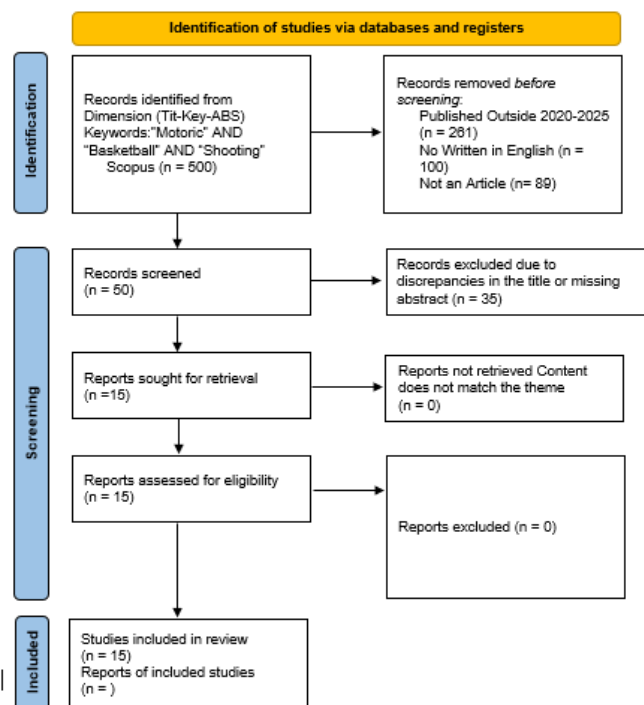 Identification of studies via databases and registers
Identification
Records identified from
Dimension (Tit-Key-ABS)
Keywords:"Motoric" AND
"Basketball" AND "Shooting"
Scopus (n = 500)
Records removed before
screening:
Published Outside 2020-2025
(n = 261)
No Written in English (n =
100)
Not an Article (n= 89)
Screening
Records screened
(n = 50)
Records excluded due to
discrepancies in the title or missing
abstract (n = 35)
Reports sought for retrieval
(n =15)
Reports not retrieved Content
does not match the theme
(n = 0)
Reports assessed for eligibility
(n = 15)
Reports excluded (n = 0)
Included
Studies included in review
(n = 15)
Reports of included studies
(n = )